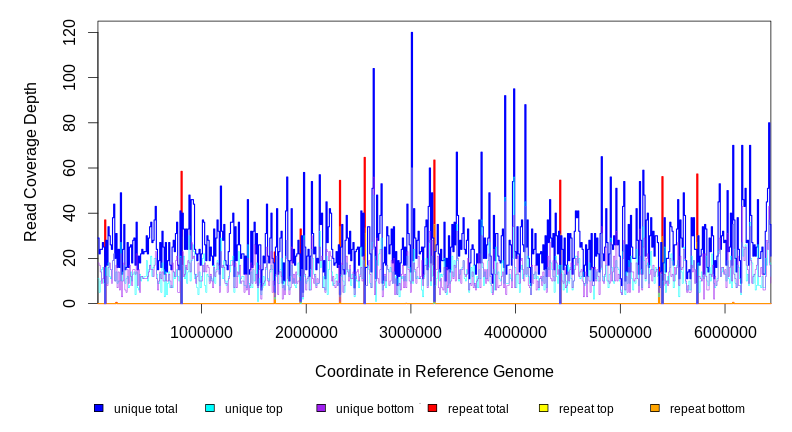 120
100
80
60
40
20
0
Read Coverage Depth
1000000 2000000 3000000 4000000 5000000 6000000
Coordinate in Reference Genome
unique total unique top unique bottom repeat total repeat top repeat bottom